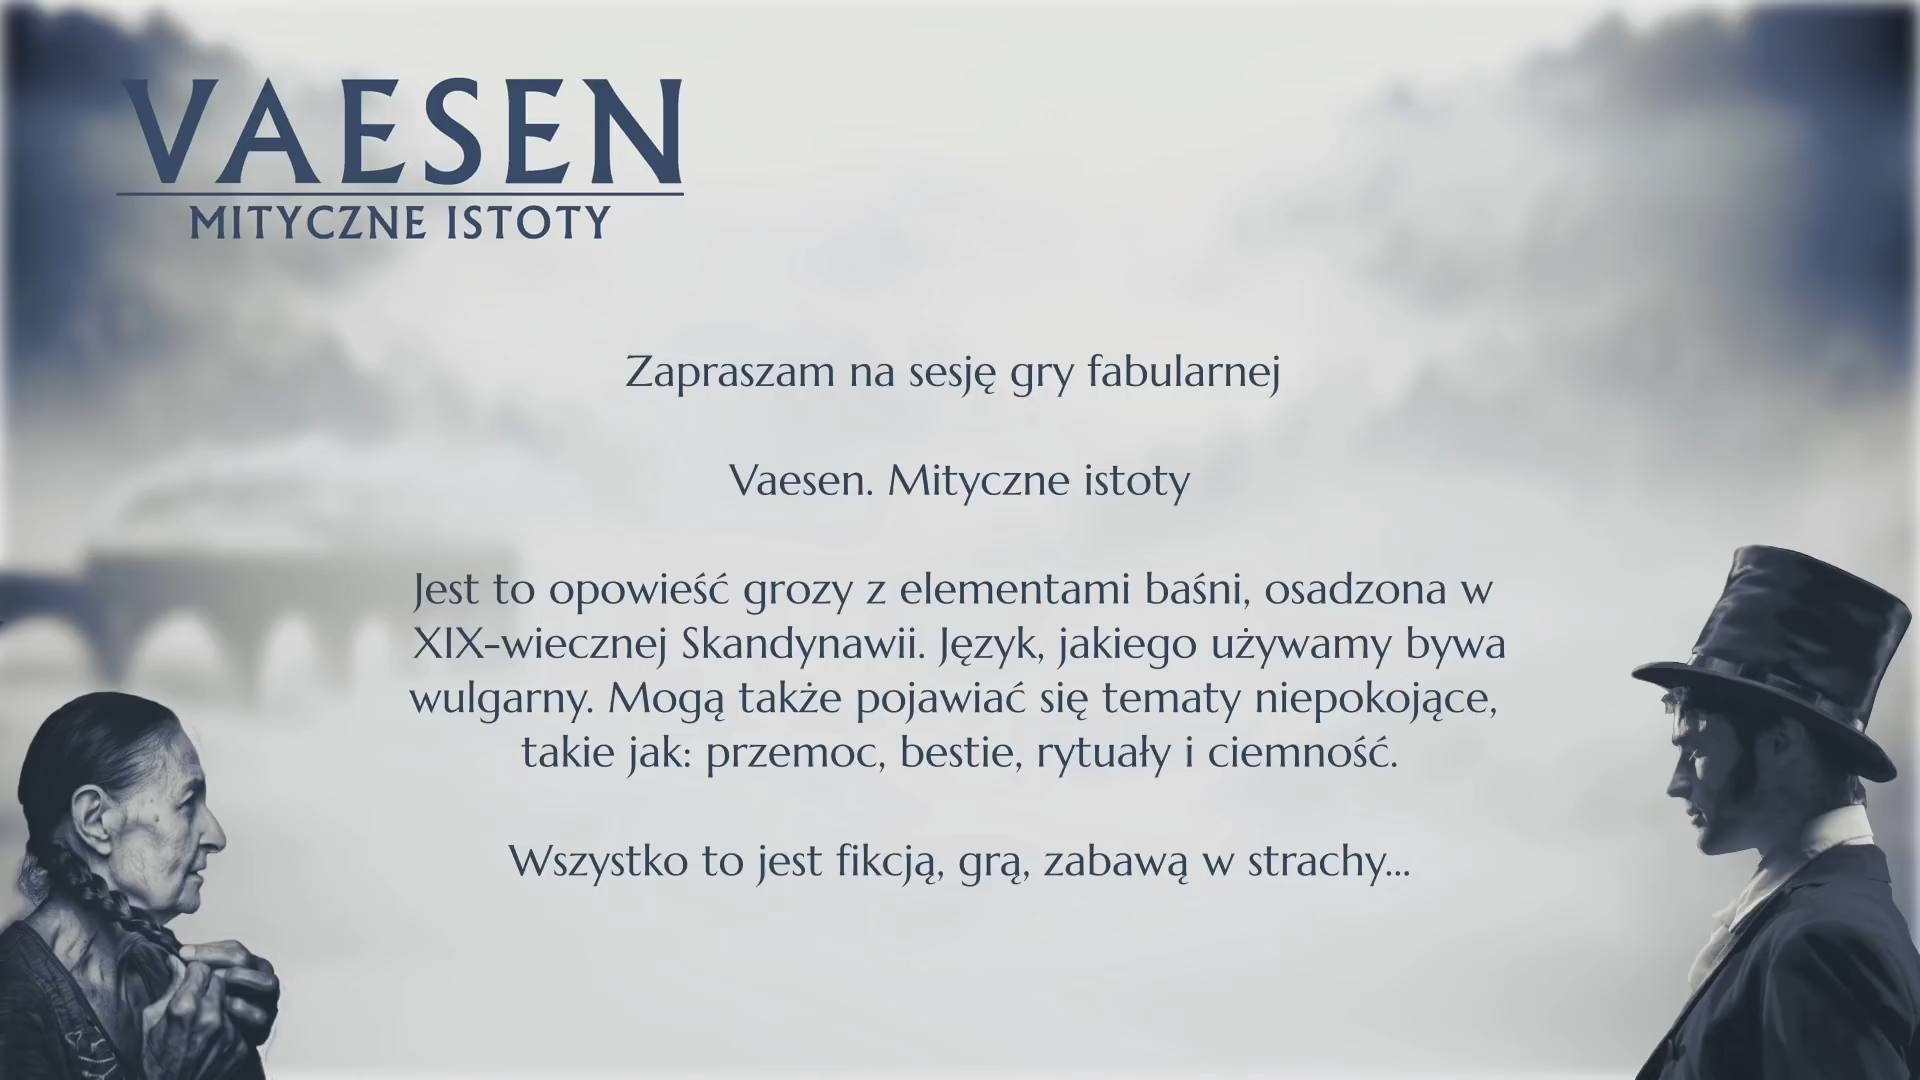 VAESEN
MITYCZNE ISTOTY
Zapraszam na sesję gry fabularnej
Vaesen. Mityczne istoty
Jest to opowieść grozy z elementami baśni, osadzona w
XIX-wiecznej Skandynawii. Język, jakiego używamy bywa
wulgarny. Mogą także pojawiać się tematy niepokojące,
takie jak: przemoc, bestie, rytuały i ciemność.
Wszystko to jest fikcją, grą, zabawą w strachy...